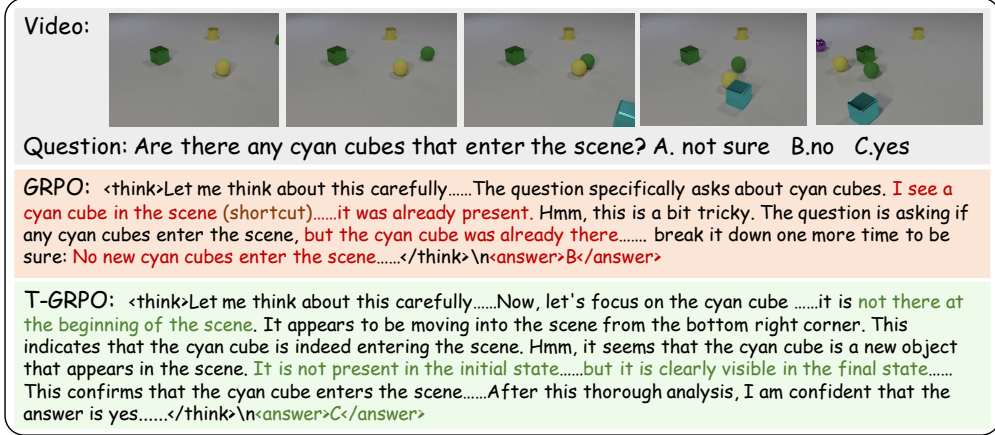 Video:
Question: Are there any cyan cubes that enter the scene? A. not sure B.no C.yes
GRPO: <think>Let me think about this carefully......The question specifically asks about cyan cubes. I see a
cyan cube in the scene (shortcut)......it was already present. Hmm, this is a bit tricky. The question is asking if
any cyan cubes enter the scene, but the cyan cube was already there....... break it down one more time to be
sure: No new cyan cubes enter the scene......</think>\n<answer>B</answer>
T-GRPO: <think>Let me think about this carefully......Now, let's focus on the cyan cube ......it is not there at
the beginning of the scene. It appears to be moving into the scene from the bottom right corner. This
indicates that the cyan cube is indeed entering the scene. Hmm, it seems that the cyan cube is a new object
that appears in the scene. It is not present in the initial state......but it is clearly visible in the final state......
This confirms that the cyan cube enters the scene......After this thorough analysis, I am confident that the
answer is yes......</think>\n<answer>C</answer>